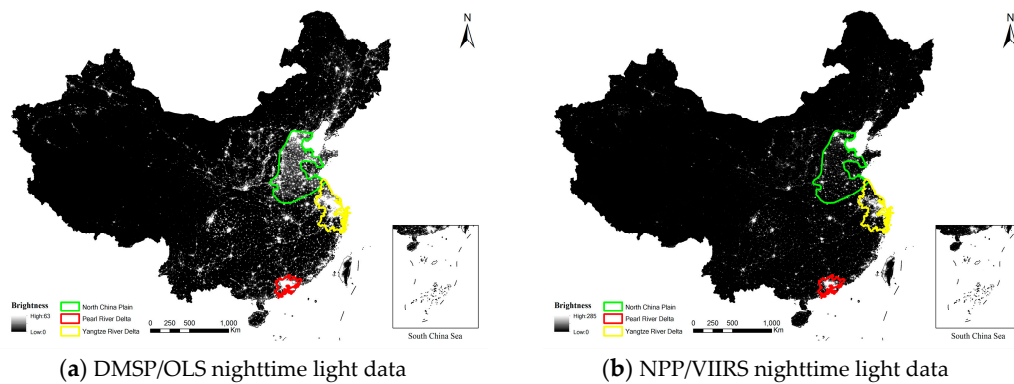 N
Brightness
High:63
Low:0
North China Plain
Pearl River Delta
Yangtze River Delta
0 250 500 1,000
Km
South China Sea
(a) DMSP/OLS nighttime light data
N
Brightness
High:285
Low:0
North China Plain
Pearl River Delta
Yangtze River Delta
0 250 500 1,000
Km
South China Sea
(b) NPP/VIIRS nighttime light data